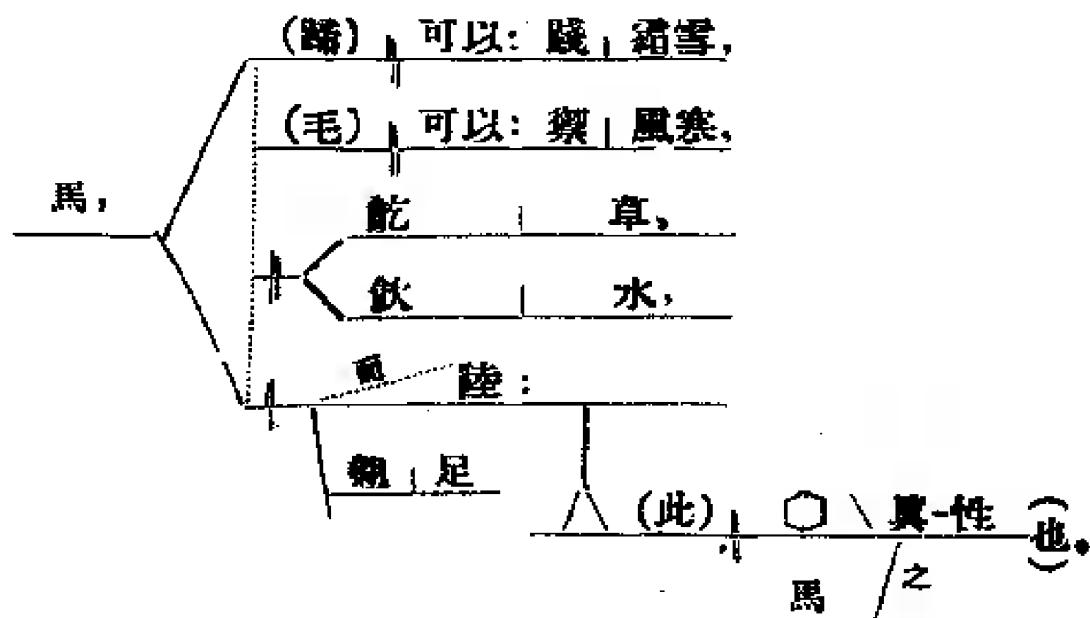 (蹄) 可以: 踐 霜雪,
(毛) 可以: 禦 風寒,
馬,
齕 草,
飲 水,
而 陸:
翹 足
(此) 真-性 (也)。
馬 之